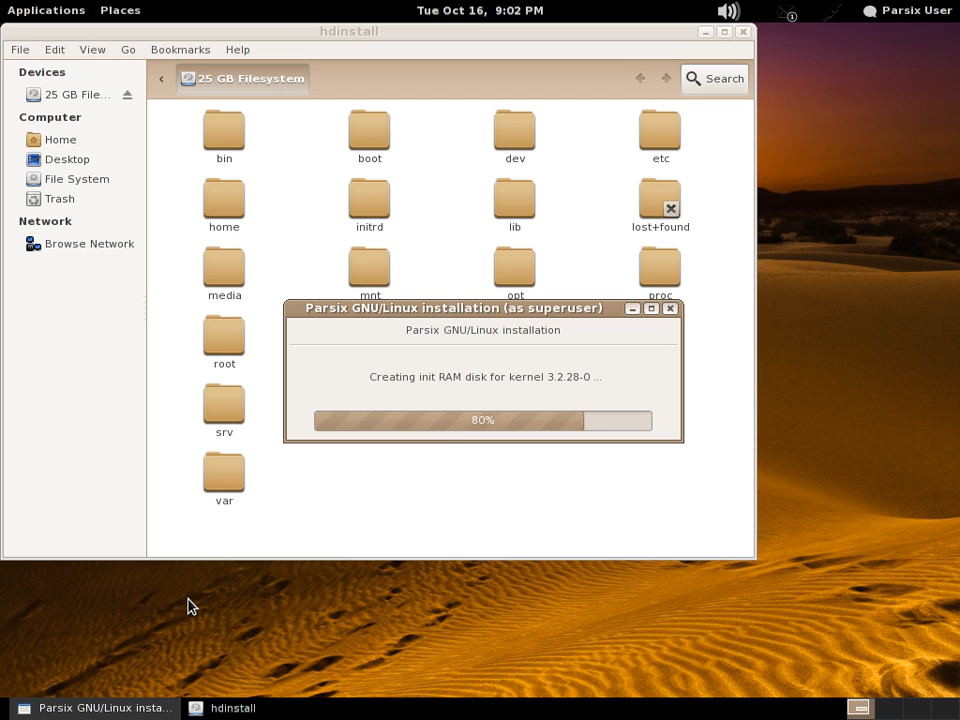 Applications Places Tue Oct 16, 9:02 PM 1 Parsix User
hdinstall
File Edit View Go Bookmarks Help
Devices
25 GB File...
Computer
Home
Desktop
File System
Trash
Network
Browse Network
25 GB Filesystem Search
bin boot dev etc
home initrd lib lost+found
media mnt opt proc
root
srv
var
Parsix GNU/Linux installation (as superuser)
Parsix GNU/Linux installation
Creating init RAM disk for kernel 3.2.28-0 ...
80%
Parsix GNU/Linux insta... hdinstall